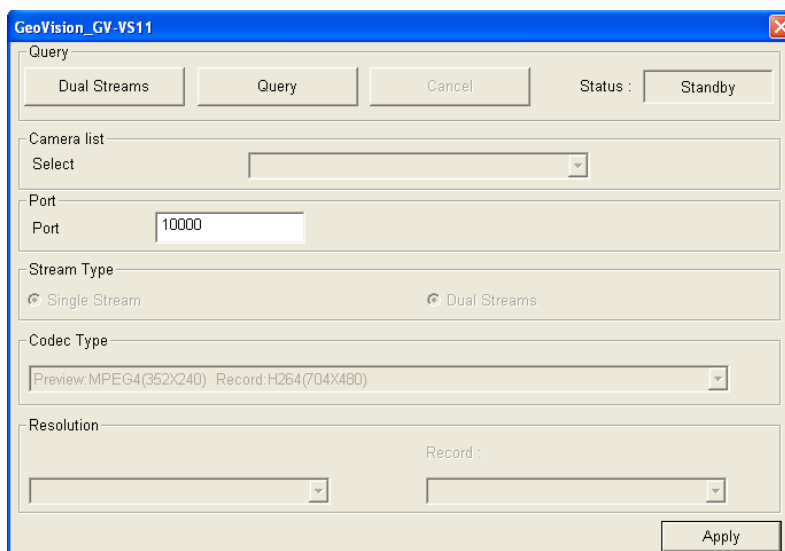 GeoVision_GV-VS11
Query
Dual Streams Query Cancel Status : Standby
Camera list
Select
Port
Port 10000
Stream Type
Single Stream Dual Streams
Codec Type
Preview:MPEG4(352X240) Record:H264(704X480)
Resolution
Record :
Apply